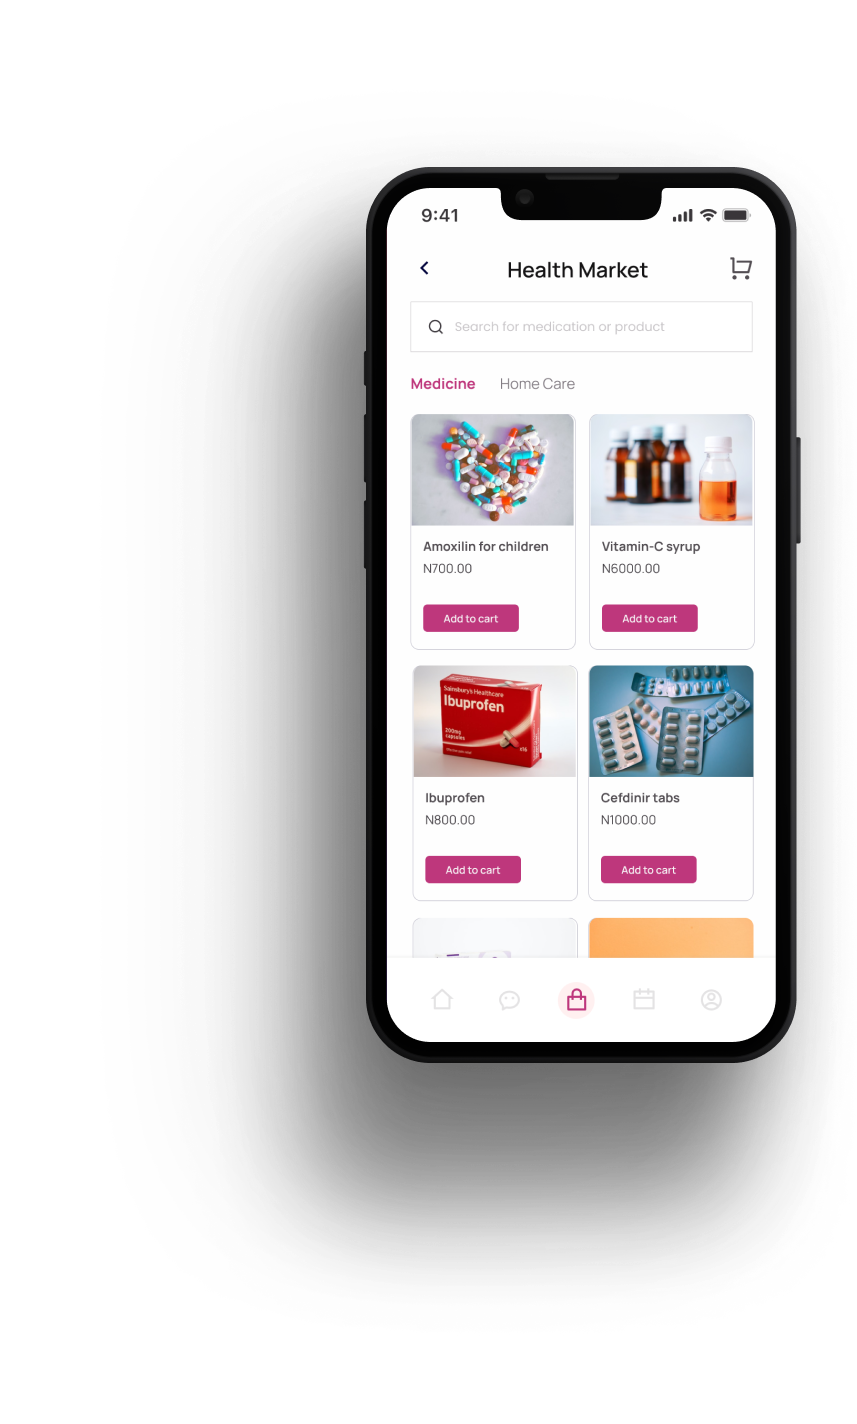 9:41
Health Market
Search for medication or product
Medicine Home Care
Sainsbury's Healthcare
Ibuprofen
200mg
capsules
x16
Amoxilin for children
N700.00
Add to cart
Vitamin-C syrup
N6000.00
Add to cart
Ibuprofen
N800.00
Add to cart
Cefdinir tabs
N1000.00
Add to cart